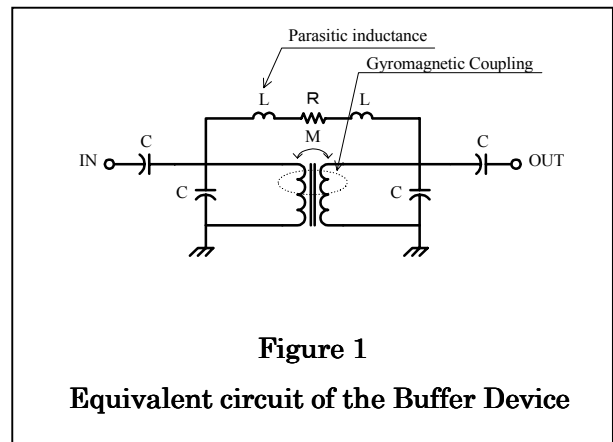 Parasitic inductance
Gyromagnetic Coupling
L R L
M
C C
IN OUT
C C
Figure 1
Equivalent circuit of the Buffer Device